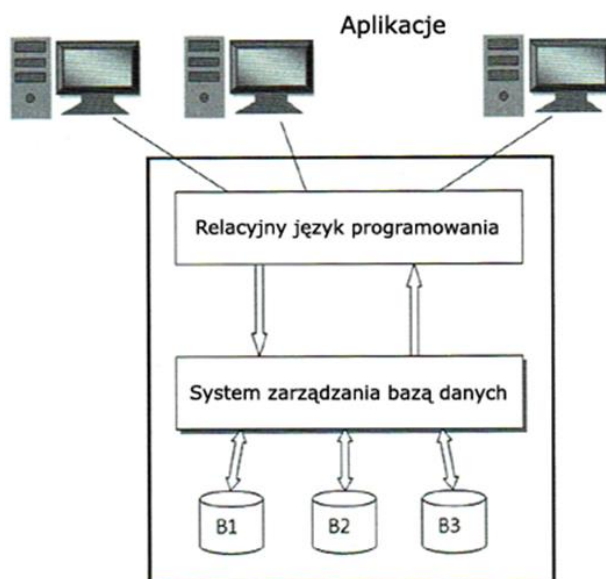 Aplikacje
Relacyjny język programowania
System zarządzania bazą danych
B1 B2 B3